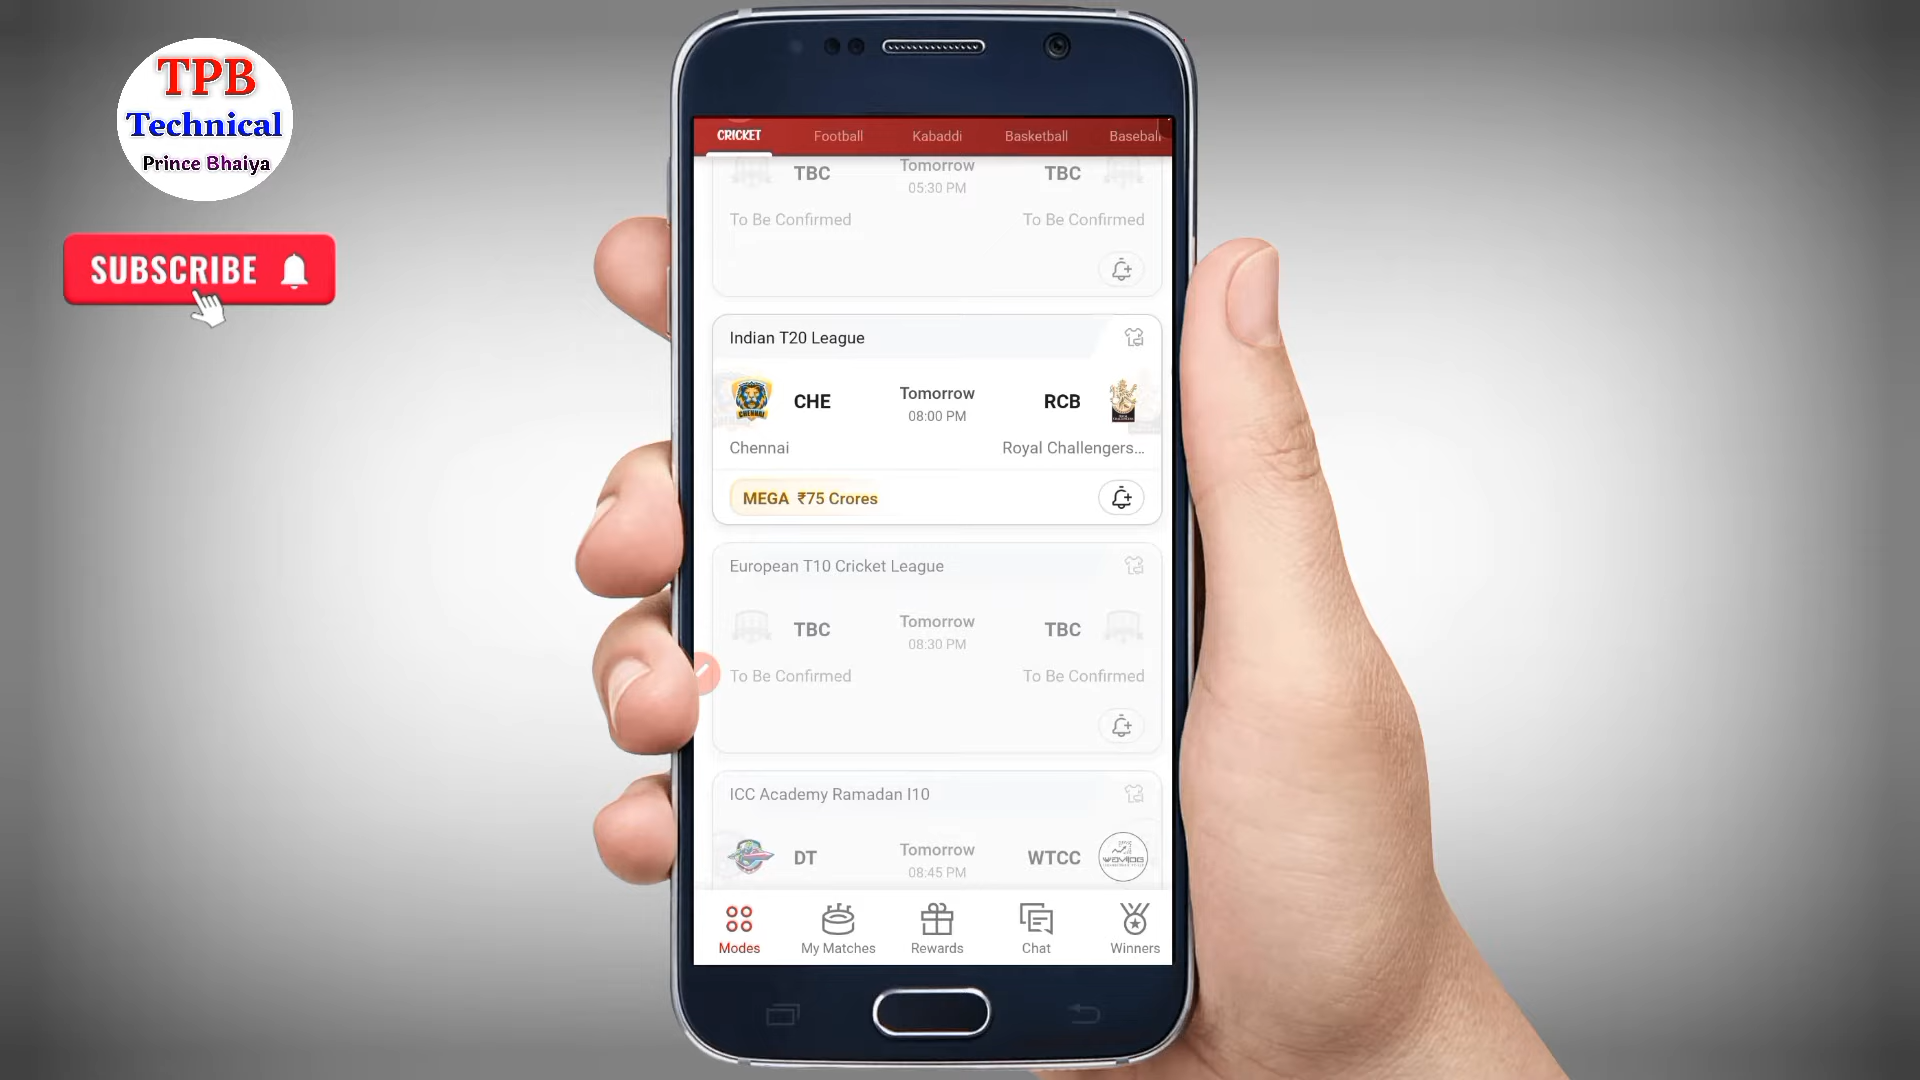 TPB
Technical
Prince Bhaiya
SUBSCRIBE
CRICKET Football Kabaddi Basketball Baseball
TBC Tomorrow TBC
05:30 PM
To Be Confirmed To Be Confirmed
Indian T20 League
CHE Tomorrow RCB
08:00 PM
CHENNAI
Chennai Royal Challengers...
MEGA ₹75 Crores
European T10 Cricket League
TBC Tomorrow TBC
08:30 PM
To Be Confirmed To Be Confirmed
ICC Academy Ramadan I10
DT Tomorrow WTCC
08:45 PM
Modes My Matches Rewards Chat Winners